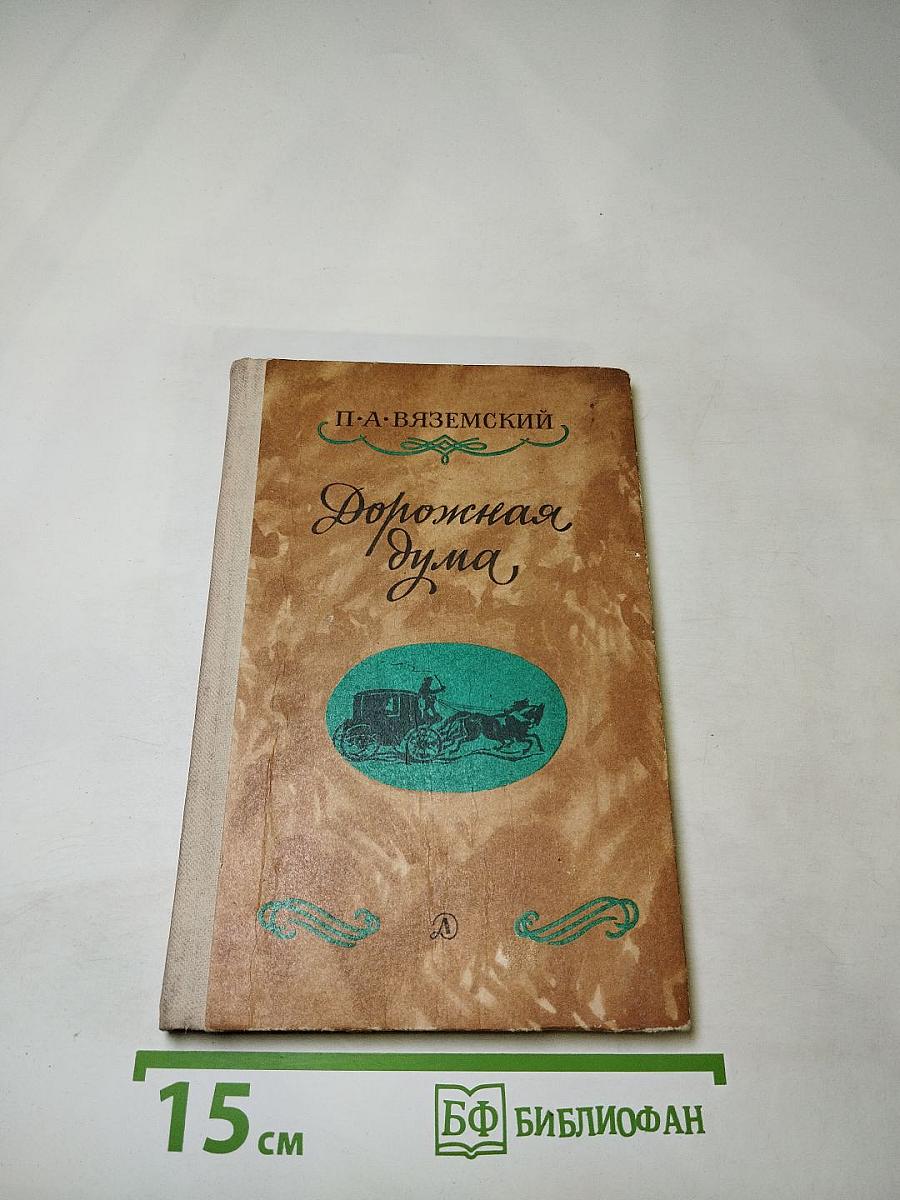 П·А·ВЯЗЕМСКИЙ
Дорожная
дума
Д
15 см
БФ БИБЛИОФАН